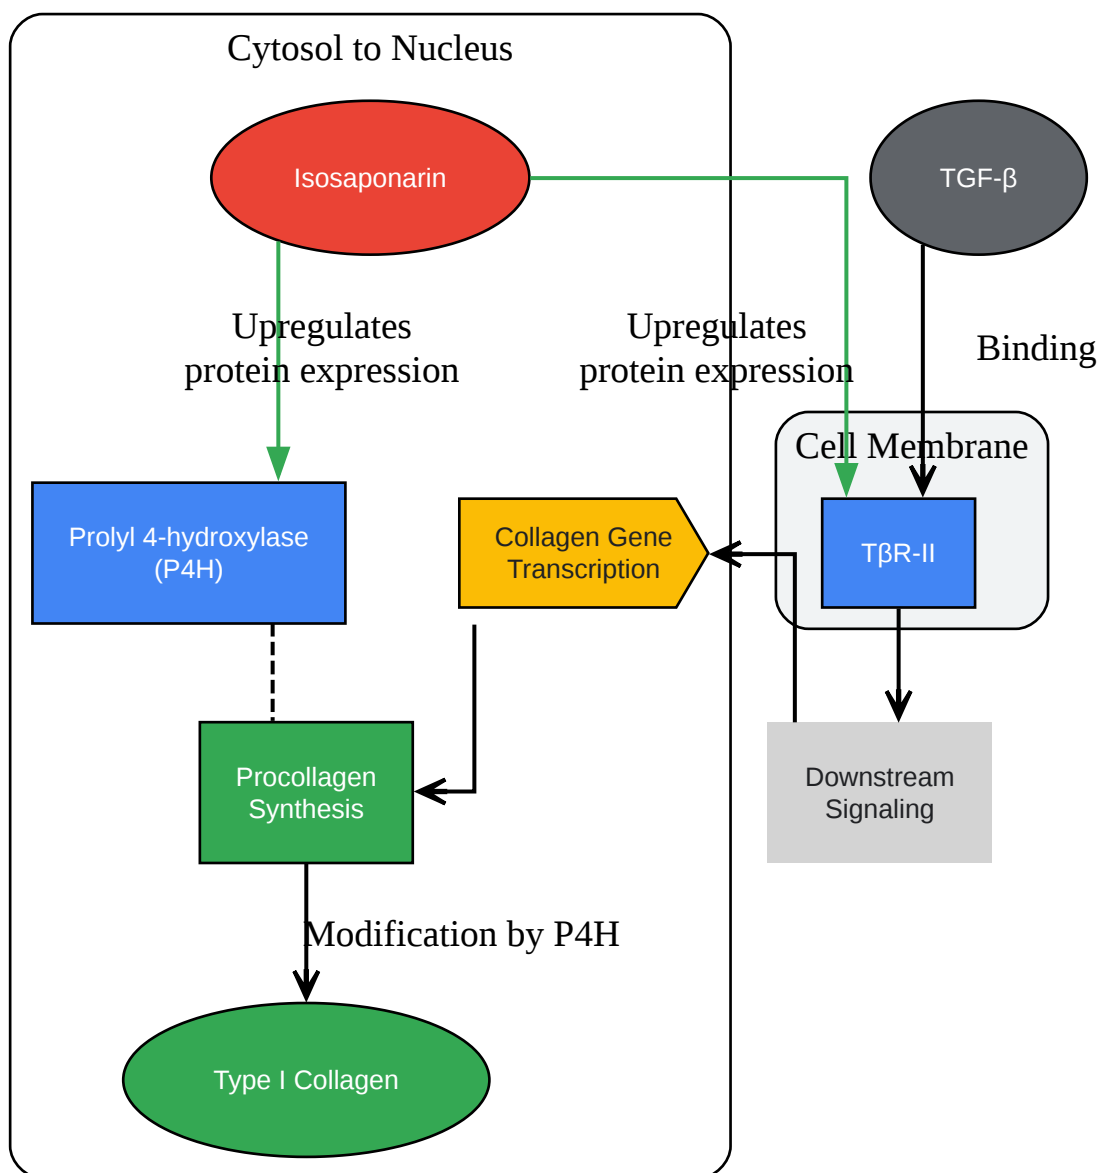 Cytosol to Nucleus
Isosaponarin
TGF-β
Upregulates
protein expression
Upregulates
protein expression
Binding
Cell Membrane
Prolyl 4-hydroxylase
(P4H)
Collagen Gene
Transcription
TβR-II
Procollagen
Synthesis
Downstream
Signaling
Modification by P4H
Type I Collagen